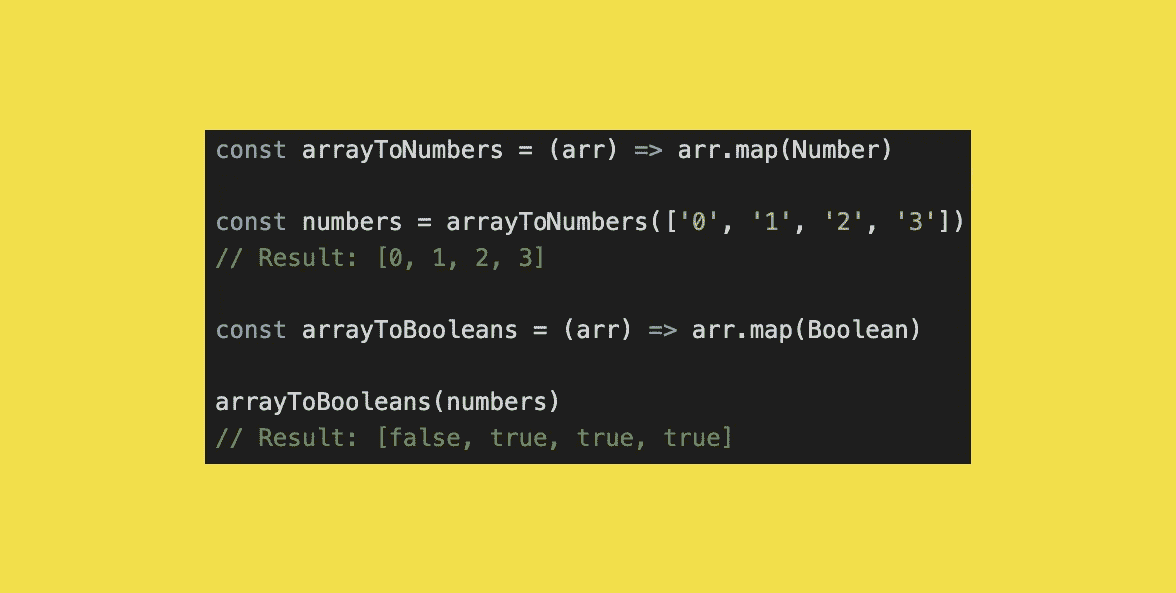 const arrayToNumbers = (arr) => arr.map(Number)
const numbers = arrayToNumbers(['0', '1', '2', '3'])
// Result: [0, 1, 2, 3]
const arrayToBooleans = (arr) => arr.map(Boolean)
arrayToBooleans(numbers)
// Result: [false, true, true, true]